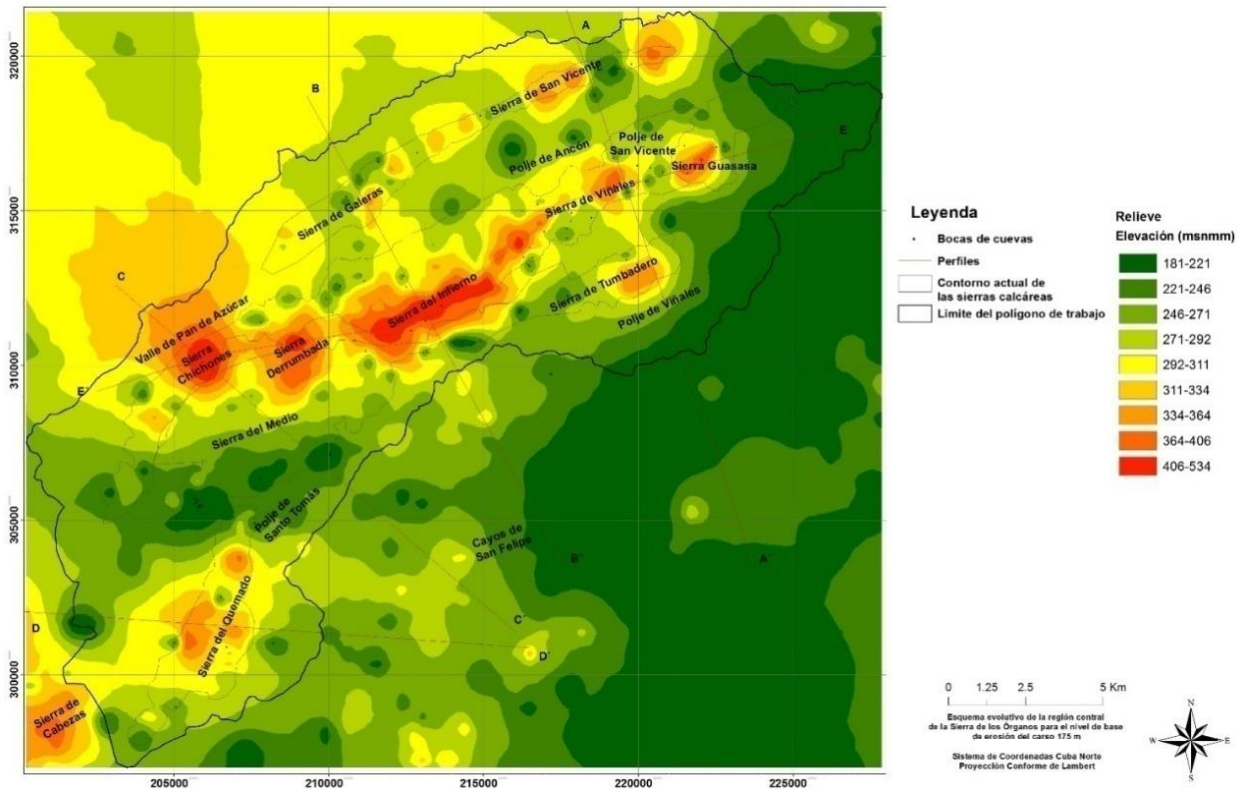 320000
315000
310000
305000
300000
205000
210000
215000
220000
225000
A
B
C
D
E
E´
A´
B´
C´
D´
Sierra de San Vicente
Polje de
San Vicente
Polje de Ancón
Sierra Guasasa
Sierra de Viñales
Sierra de Galeras
Sierra de Tumbadero
Polje de Viñales
Sierra del Infierno
Valle de Pan de Azúcar
Sierra
Chichones
Sierra
Derrumbada
Sierra del Medio
Polje de
Santo Tomás
Cayos de
San Felipe
Sierra del Quemado
Sierra de
Cabezas
Leyenda
Bocas de cuevas
Perfiles
Contorno actual de
las sierras calcáreas
Limite del polígono de trabajo
Relieve
Elevación (msnmm)
181-221
221-246
246-271
271-292
292-311
311-334
334-364
364-406
406-534
0 1.25 2.5 5 Km
Esquema evolutivo de la región central
de la Sierra de los Órganos para el nivel de base
de erosión del carso 175 m
Sistema de Coordenadas Cuba Norte
Proyección Conforme de Lambert
N
W
E
S